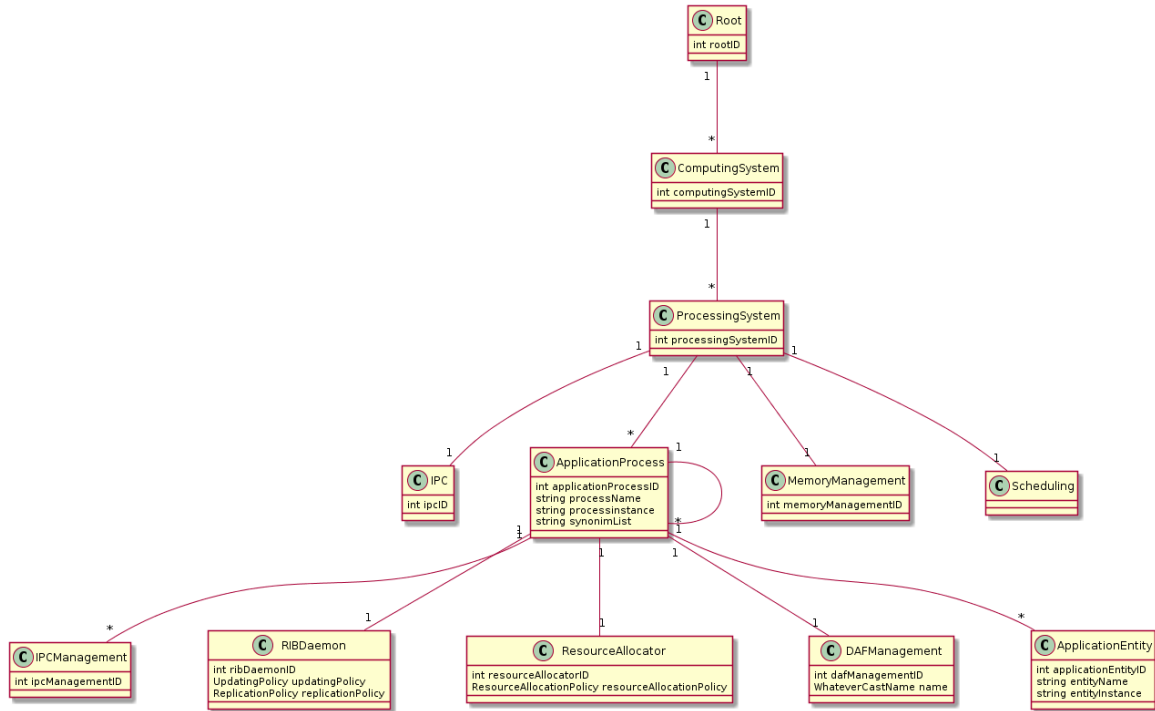 C Root
int rootID
1
*
C ComputingSystem
int computingSystemID
1
*
C ProcessingSystem
int processingSystemID
1
1
1
1
1
*
1
1
C IPC
int ipcID
C ApplicationProcess
int applicationProcessID
string processName
string processinstance
string synonimList
1
*
C MemoryManagement
int memoryManagementID
C Scheduling
1
1
1
1
1
*
1
1
1
*
C IPCManagement
int ipcManagementID
C RIBDaemon
int ribDaemonID
UpdatingPolicy updatingPolicy
ReplicationPolicy replicationPolicy
C ResourceAllocator
int resourceAllocatorID
ResourceAllocationPolicy resourceAllocationPolicy
C DAFManagement
int dafManagementID
WhateverCastName name
C ApplicationEntity
int applicationEntityID
string entityName
string entityInstance